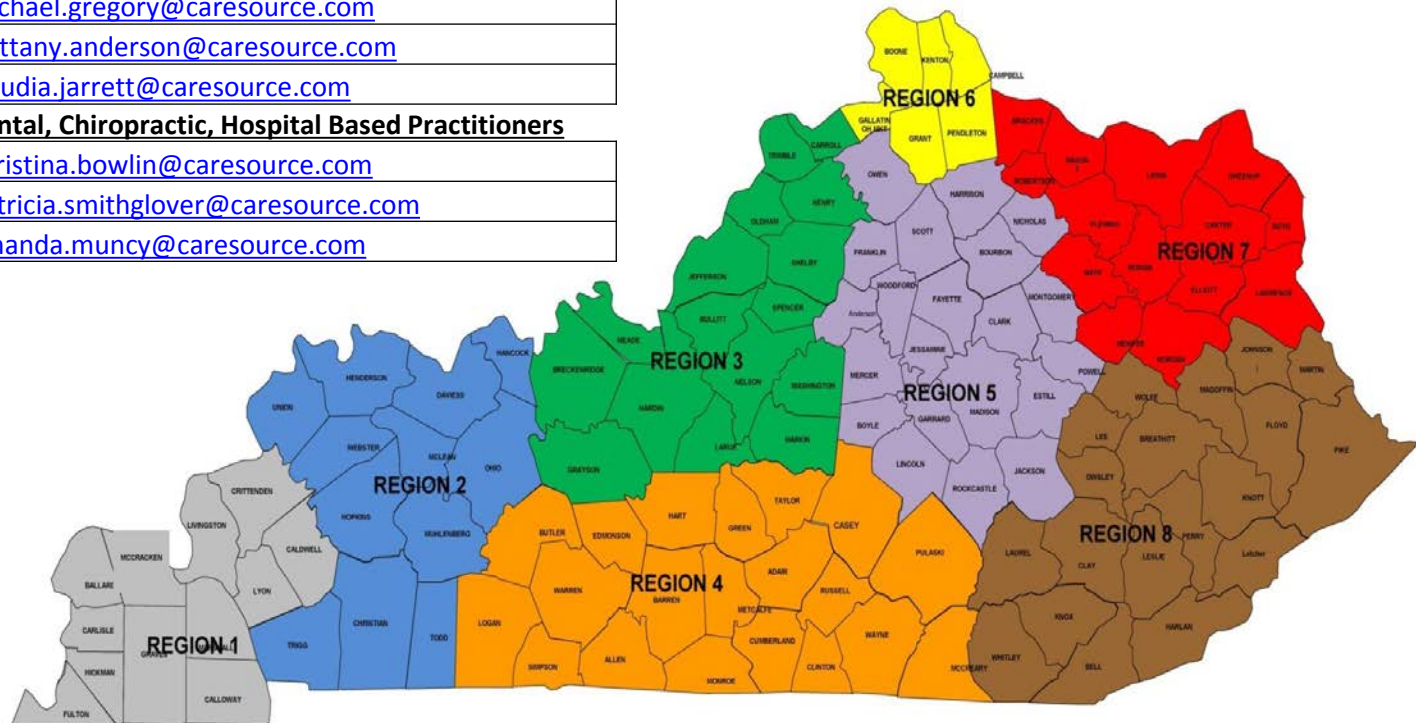 chael.gregory@caresource.com
ttany.anderson@caresource.com
udia.jarrett@caresource.com
ntal, Chiropractic, Hospital Based Practitioners
ristina.bowlin@caresource.com
tricia.smithglover@caresource.com
anda.muncy@caresource.com
BOONE
KENTON
CAMPBELL
REGION 6
GALLATIN
GRANT
PENDLETON
TRIMBLE
CARROLL
HENRY
OLDHAM
SHELBY
JEFFERSON
SPENCER
BULLITT
MEADE
REGION 3
BRECKENRIDGE
NELSON
WASHINGTON
HARDIN
LARUE
MARION
GRAYSON
OWEN
HARRISON
NICHOLAS
SCOTT
FRANKLIN
BOURBON
WOODFORD
FAYETTE
MONTGOMERY
Anderson
CLARK
JESSAMINE
MERCER
POWELL
REGION 5
ESTILL
MADISON
GARRARD
BOYLE
LINCOLN
JACKSON
ROCKCASTLE
BRACKEN
ROBERTSON
LEWIS
GREENUP
FLEMING
CARTER
BOYD
REGION 7
BATH
ROWAN
ELLIOTT
LAWRENCE
MENIFEE
MORGAN
JOHNSON
MARTIN
MAGOFFIN
WOLFE
FLOYD
LEE
BREATHITT
PIKE
OWSLEY
KNOTT
REGION 8
PERRY
LAUREL
LESLIE
Letcher
CLAY
KNOX
HARLAN
WHITLEY
BELL
HANCOCK
HENDERSON
DAVIESS
UNION
WEBSTER
MCLEAN
OHIO
REGION 2
HOPKINS
MUHLENBERG
CHRISTIAN
TODD
TRIGG
HART
TAYLOR
GREEN
CASEY
BUTLER
EDMONSON
PULASKI
ADAIR
REGION 4
WARREN
BARREN
RUSSELL
METCALFE
LOGAN
CUMBERLAND
WAYNE
ALLEN
SIMPSON
CLINTON
MCCREARY
MONROE
CRITTENDEN
LIVINGSTON
CALDWELL
MCCRACKEN
LYON
BALLARD
CARLISLE
REGION 1
HICKMAN
CALLOWAY
FULTON